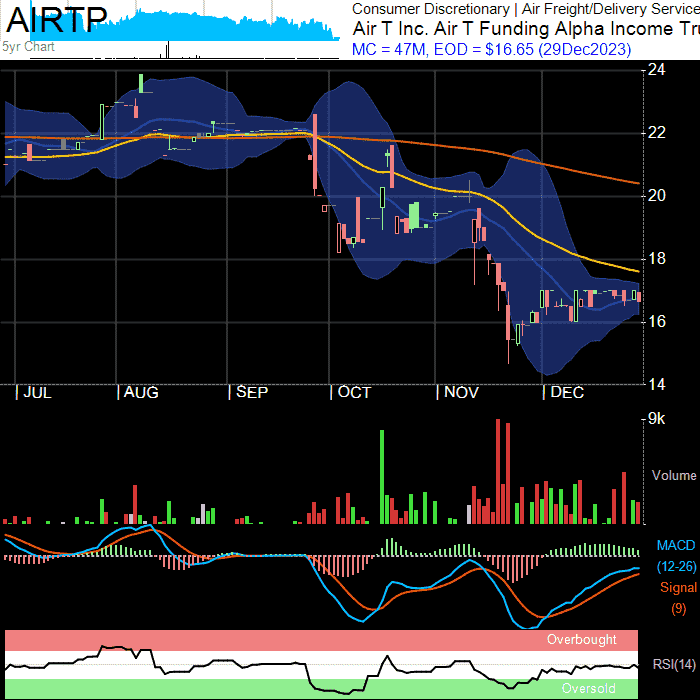 AIRTP
5yr Chart
Consumer Discretionary | Air Freight/Delivery Service
Air T Inc. Air T Funding Alpha Income Tru
MC = 47M, EOD = $16.65 (29Dec2023)
24
22
20
18
16
14
JUL AUG SEP OCT NOV DEC
9k
Volume
MACD
(12-26)
Signal
(9)
Overbought
RSI(14)
Oversold